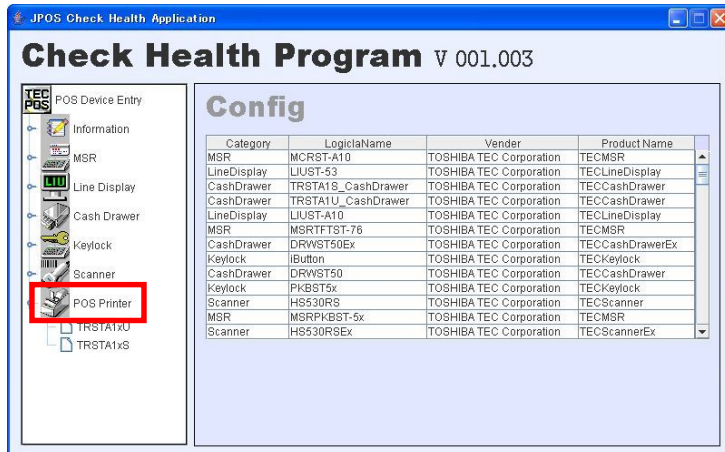 JPOS Check Health Application
Check Health Program V 001.003
TEC POS POS Device Entry
Information
MSR
LIU Line Display
Cash Drawer
Keylock
Scanner
POS Printer
TRSTA1xU
TRSTA1xS
Config
Category LogiclaName Vender Product Name
MSR MCRST-A10 TOSHIBA TEC Corporation TECMSR
LineDisplay LIUST-53 TOSHIBA TEC Corporation TECLineDisplay
CashDrawer TRSTA1S_CashDrawer TOSHIBA TEC Corporation TECCashDrawer
CashDrawer TRSTA1U_CashDrawer TOSHIBA TEC Corporation TECCashDrawer
LineDisplay LIUST-A10 TOSHIBA TEC Corporation TECLineDisplay
MSR MSRTFTST-76 TOSHIBA TEC Corporation TECMSR
CashDrawer DRWST50Ex TOSHIBA TEC Corporation TECCashDrawerEx
Keylock iButton TOSHIBA TEC Corporation TECKeylock
CashDrawer DRWST50 TOSHIBA TEC Corporation TECCashDrawer
Keylock PKBST5x TOSHIBA TEC Corporation TECKeylock
Scanner HS530RS TOSHIBA TEC Corporation TECScanner
MSR MSRPKBST-5x TOSHIBA TEC Corporation TECMSR
Scanner HS530RSEx TOSHIBA TEC Corporation TECScannerEx